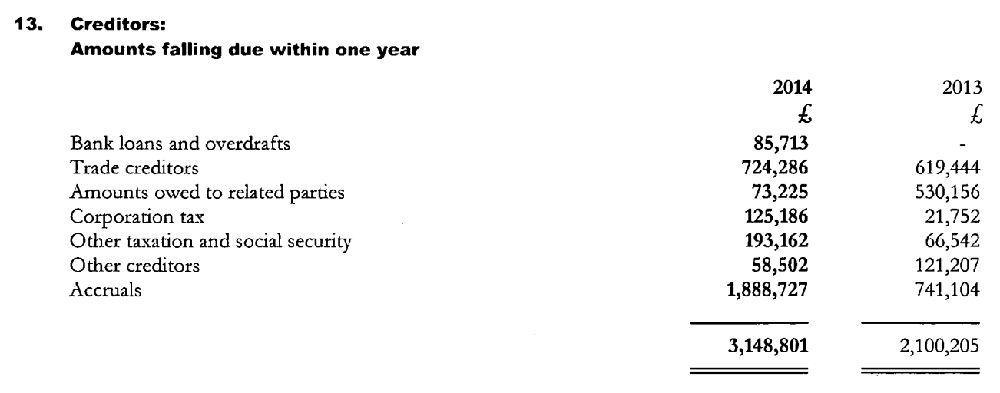 13. Creditors:
Amounts falling due within one year
2014 2013
£ £
Bank loans and overdrafts 85,713 -
Trade creditors 724,286 619,444
Amounts owed to related parties 73,225 530,156
Corporation tax 125,186 21,752
Other taxation and social security 193,162 66,542
Other creditors 58,502 121,207
Accruals 1,888,727 741,104
3,148,801 2,100,205